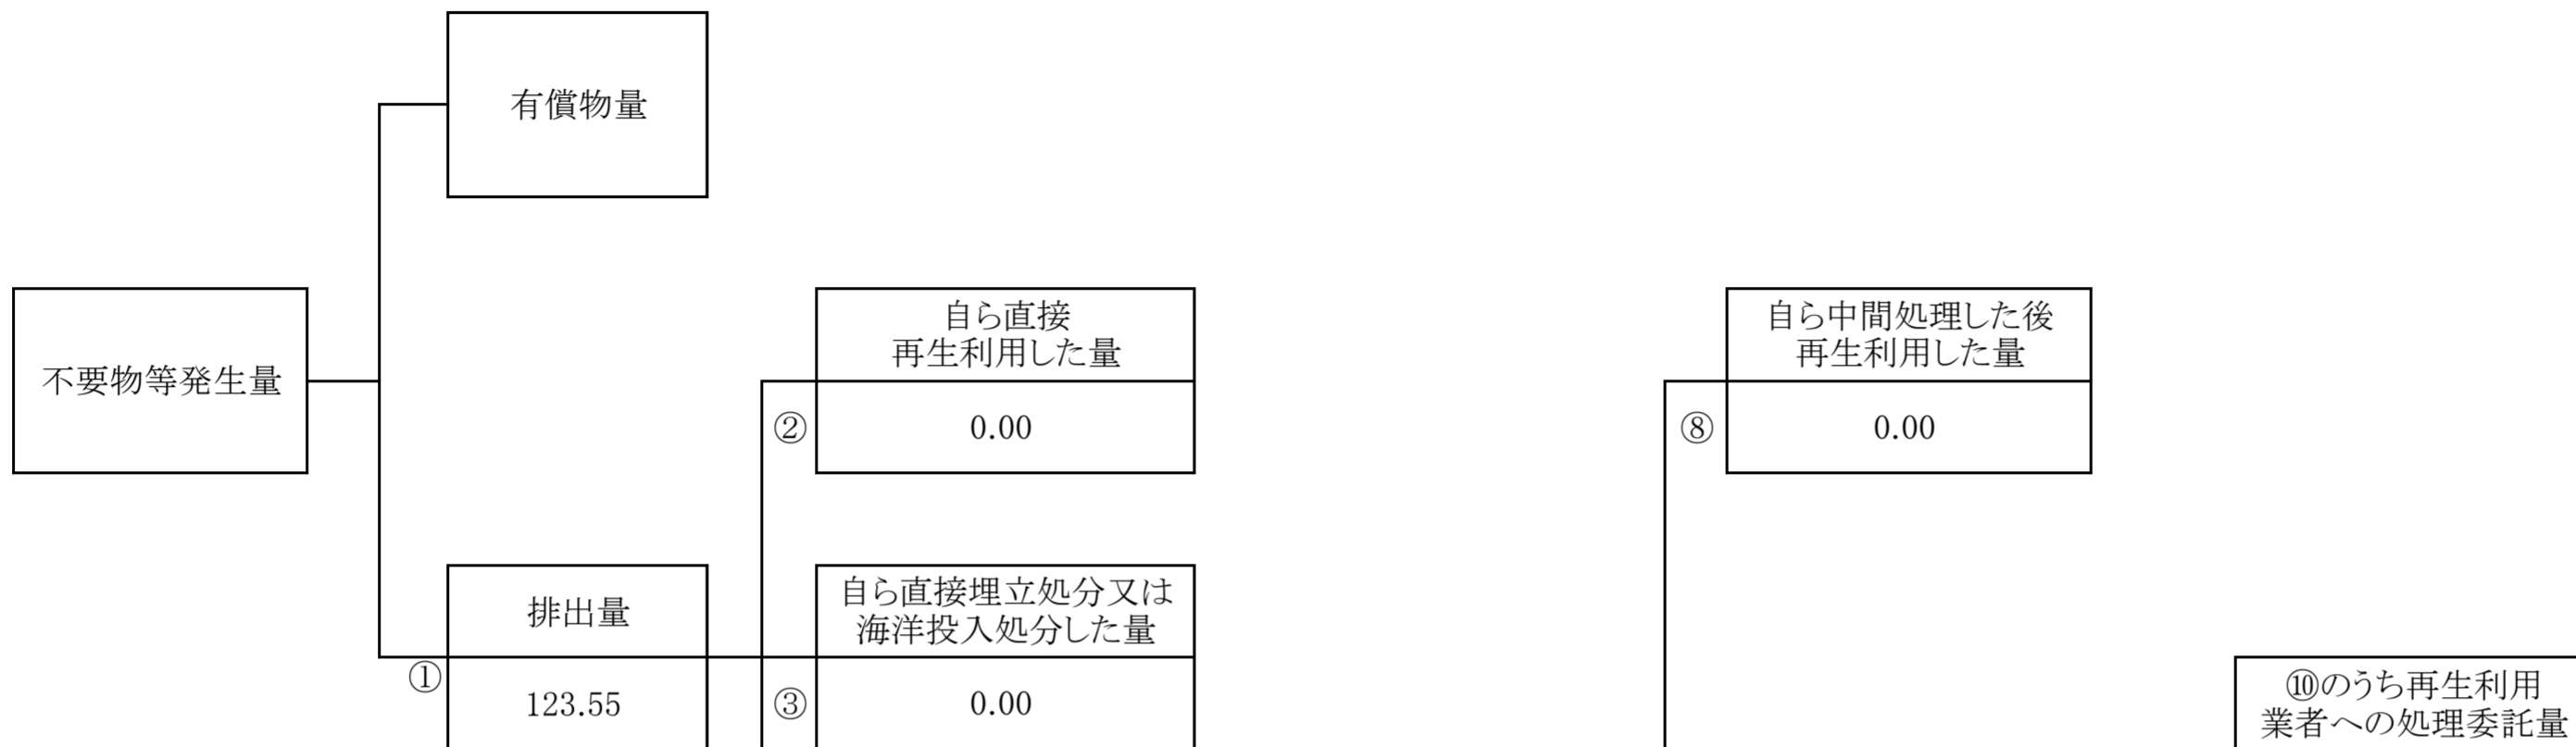 有償物量
不要物等発生量
自ら直接
再生利用した量
②
0.00
自ら中間処理した後
再生利用した量
⑧
0.00
排出量
①
123.55
自ら直接埋立処分又は
海洋投入処分した量
③
0.00
⑩のうち再生利用
業者への処理委託量